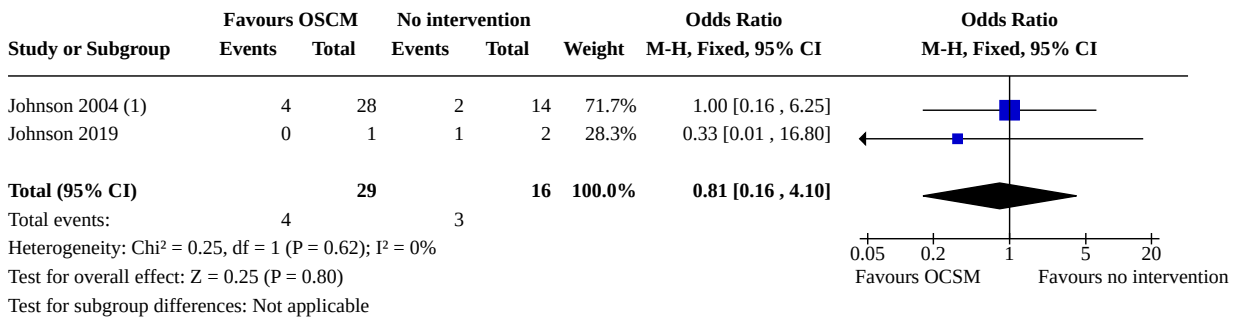 Favours OSCM No intervention Odds Ratio Odds Ratio
Study or Subgroup Events Total Events Total Weight M-H, Fixed, 95% CI M-H, Fixed, 95% CI
Johnson 2004 (1) 4 28 2 14 71.7% 1.00 [0.16 , 6.25]
Johnson 2019 0 1 1 2 28.3% 0.33 [0.01 , 16.80]
Total (95% CI) 29 16 100.0% 0.81 [0.16 , 4.10]
Total events: 4 3
Heterogeneity: Chi² = 0.25, df = 1 (P = 0.62); I² = 0%
0.05 0.2 1 5 20
Test for overall effect: Z = 0.25 (P = 0.80) Favours OCSM Favours no intervention
Test for subgroup differences: Not applicable